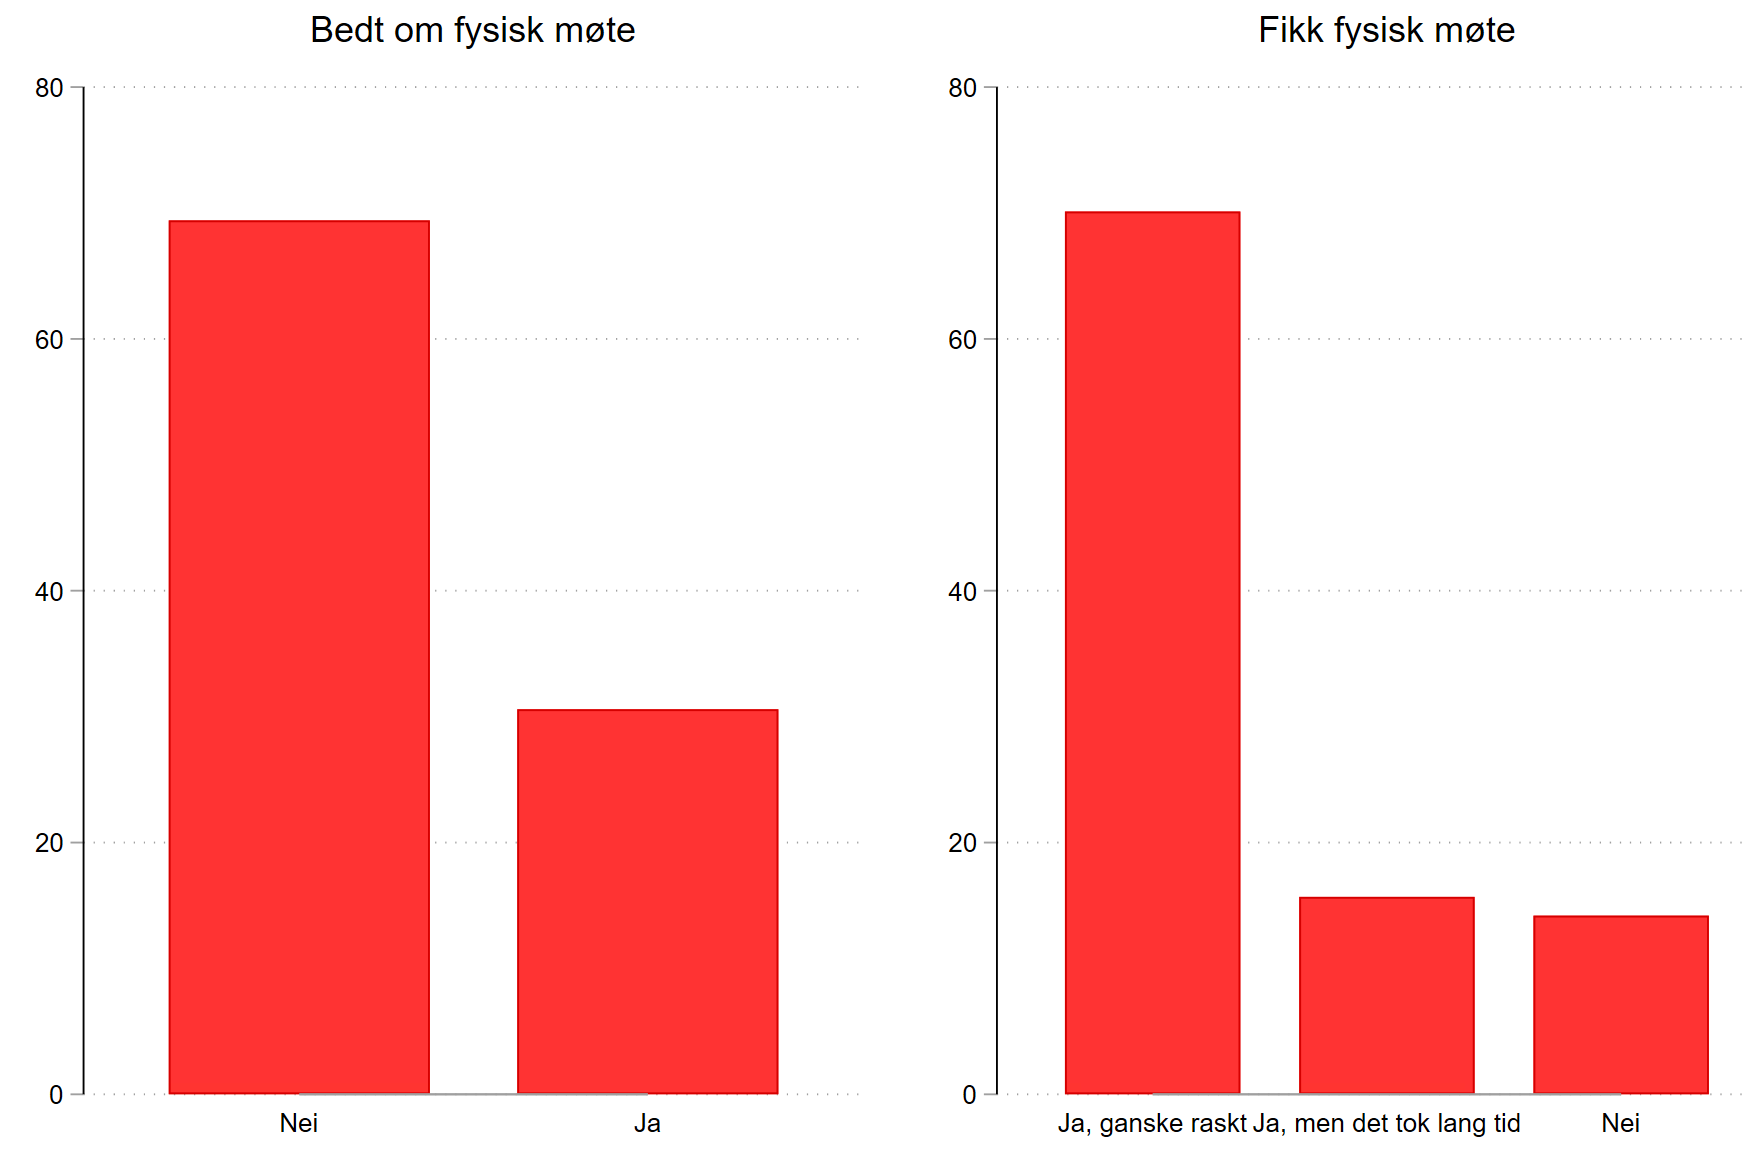 Bedt om fysisk møte
80
60
40
20
0
Nei Ja
Fikk fysisk møte
80
60
40
20
0
Ja, ganske raskt Ja, men det tok lang tid Nei